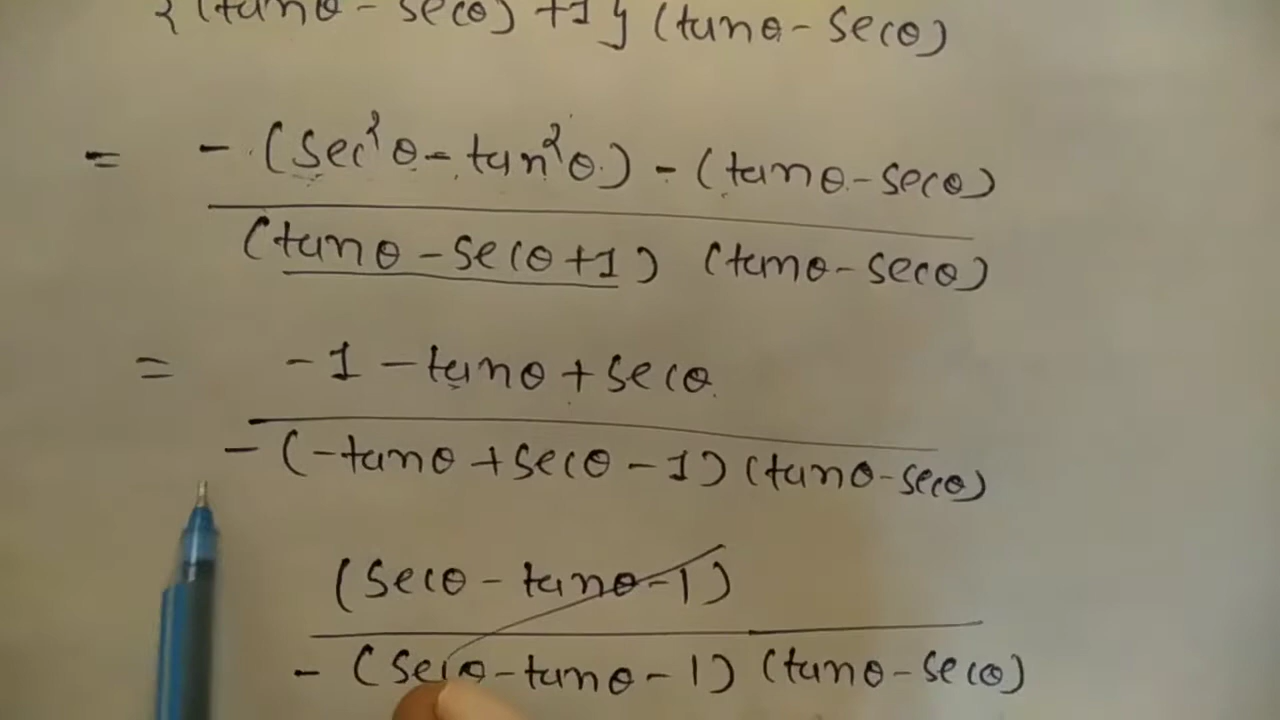 {(tanθ - secθ) +1} (tanθ - secθ)
= - (sec²θ - tan²θ) - (tanθ - secθ)
(tanθ - secθ +1) (tanθ - secθ)
= -1 - tanθ + secθ
- (-tanθ + secθ - 1) (tanθ - secθ)
(secθ - tanθ - 1)
- (secθ - tanθ - 1) (tanθ - secθ)